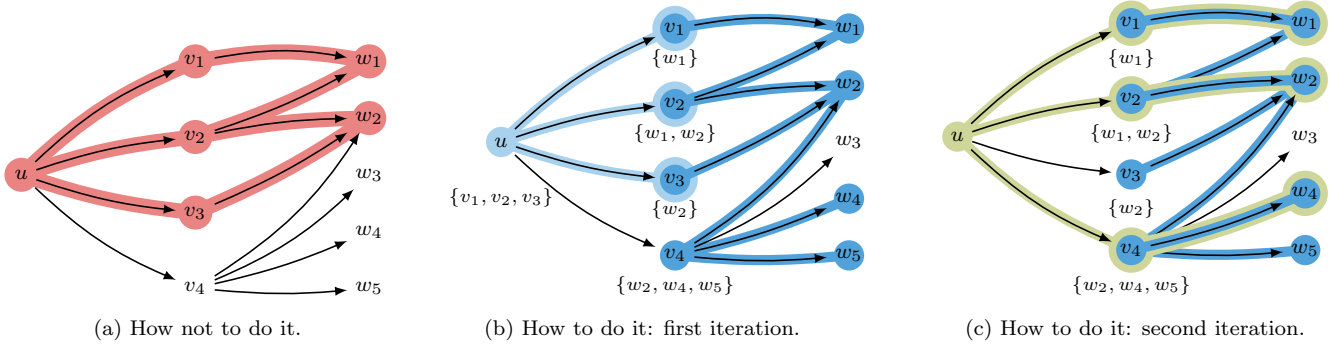 u
v1
v2
v3
v4
w1
w2
w3
w4
w5
(a) How not to do it.
u
{v1, v2, v3}
v1
{w1}
v2
{w1, w2}
v3
{w2}
v4
{w2, w4, w5}
w1
w2
w3
w4
w5
(b) How to do it: first iteration.
u
v1
{w1}
v2
{w1, w2}
v3
{w2}
v4
{w2, w4, w5}
w1
w2
w3
w4
w5
(c) How to do it: second iteration.